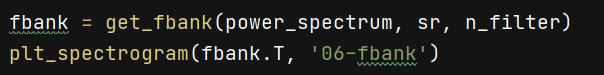 fbank = get_fbank(power_spectrum, sr, n_filter)
plt_spectrogram(fbank.T, '06-fbank')